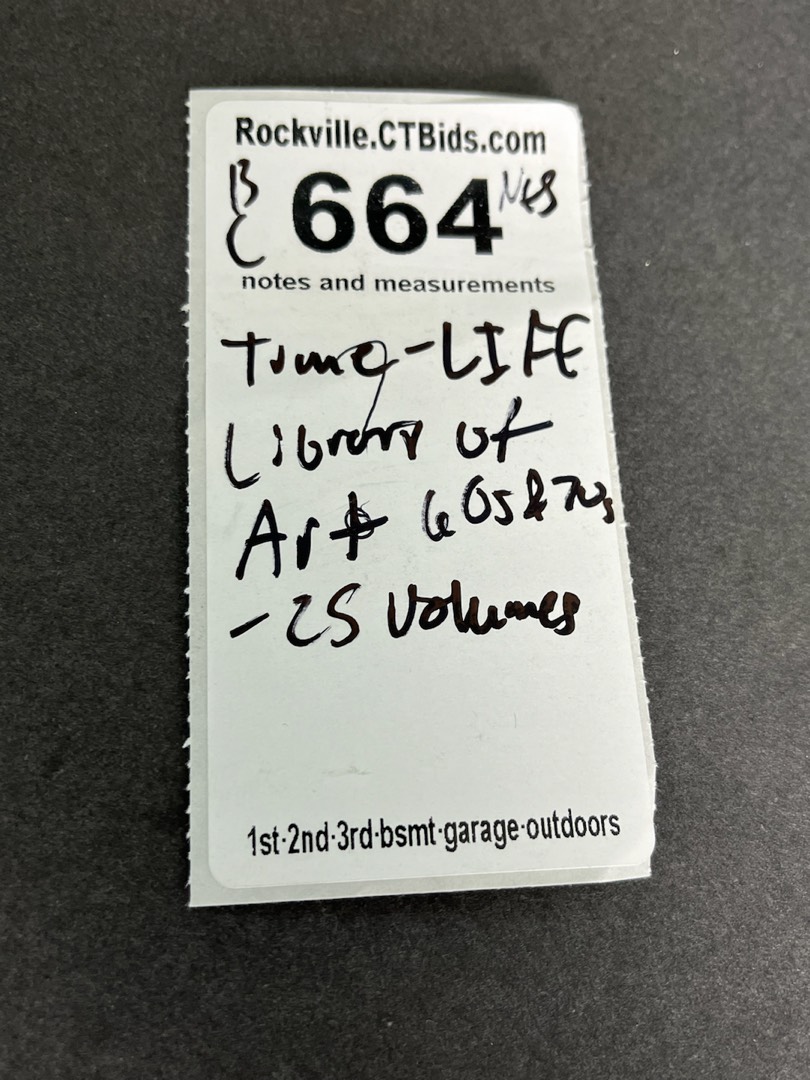 Rockville.CTBids.com
B
C
664
notes and measurements
Time-LIFE
Library of
Art 60s & 70s
- 25 Volumes
1st·2nd·3rd·bsmt·garage·outdoors